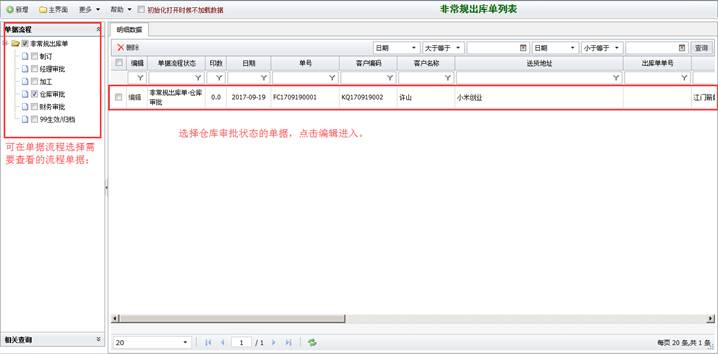 新增 主界面 更多 帮助 初始化打开时候不加载数据 非常规出库单列表
单据流程
非常规出库单
制订
经理审批
加工
仓库审批
财务审批
99生效/归档
可在单据流程选择需
要查看的流程单据；
相关查询
明细数据
删除 日期 大于等于 日期 小于等于 查询
编辑 单据流程状态 印数 日期 单号 客户编码 客户名称 送货地址 出库单单号
编辑 非常规出库单-仓库 0.0 2017-09-19 FC1709190001 KQ170919002 许山 小米创业
审批
选择仓库审批状态的单据，点击编辑进入。
20 1 / 1 每页 20 条,共 1 条